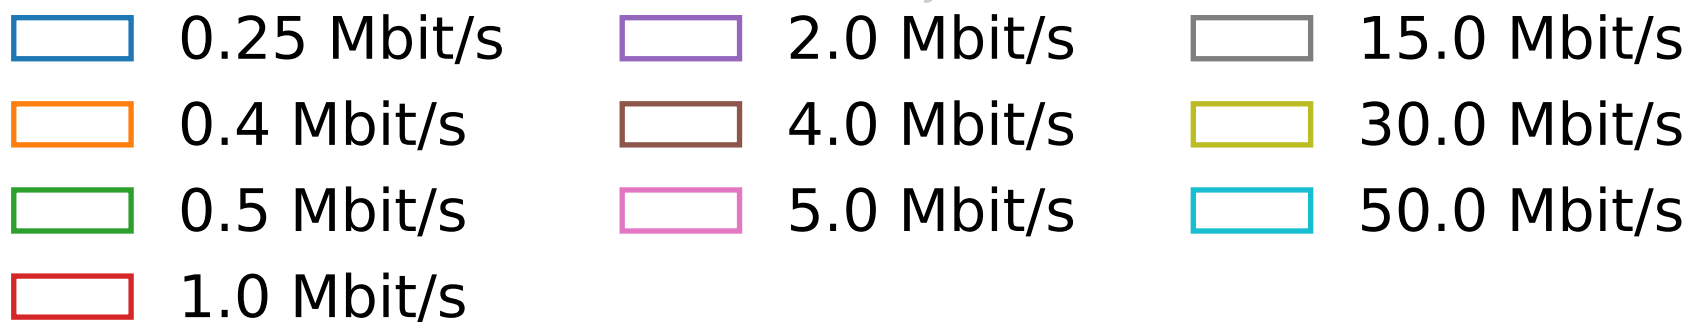 0.25 Mbit/s
0.4 Mbit/s
0.5 Mbit/s
1.0 Mbit/s
2.0 Mbit/s
4.0 Mbit/s
5.0 Mbit/s
15.0 Mbit/s
30.0 Mbit/s
50.0 Mbit/s